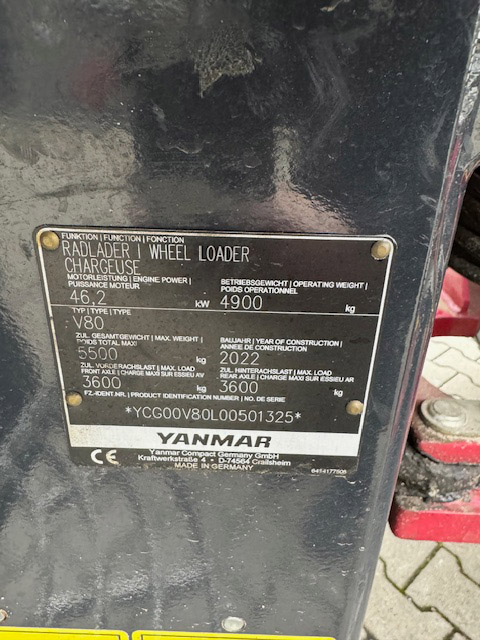 FUNKTION | FUNCTION | FONCTION
RADLADER | WHEEL LOADER
CHARGEUSE
MOTORLEISTUNG | ENGINE POWER |
PUISSANCE MOTEUR
46.2 kW
BETRIEBSGEWICHT | OPERATING WEIGHT |
POIDS OPERATIONNEL
4900 kg
TYP | TYPE | TYPE
V80
ZUL. GESAMTGEWICHT | MAX. WEIGHT |
POIDS TOTAL MAXI
5500 kg
BAUJAHR | YEAR OF CONSTRUCTION |
ANNEE DE CONSTRUCTION
2022
ZUL. VORDERACHSLAST | MAX. LOAD
FRONT AXLE | CHARGE MAXI SUR ESSIEU AV
3600 kg
ZUL. HINTERACHSLAST | MAX. LOAD
REAR AXLE | CHARGE MAXI SUR ESSIEU AR
3600 kg
FZ.-IDENT.NR. | PRODUCT IDENTIFICATION NUMBER | NO. DE SERIE
*YCG00V80L00501325*
YANMAR
CE
Yanmar Compact Germany GmbH
Kraftwerkstraße 4 • D-74564 Crailsheim
MADE IN GERMANY